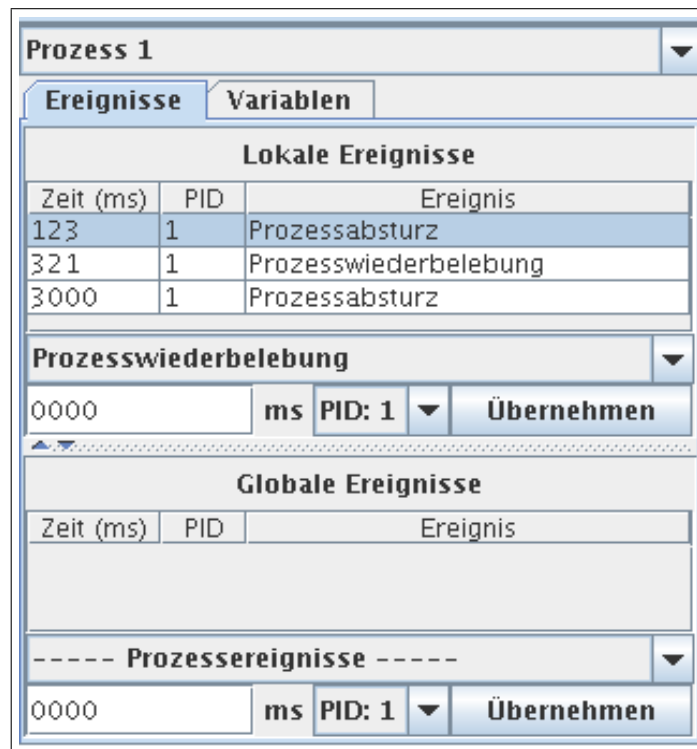 Prozess 1
Ereignisse Variablen
Lokale Ereignisse
Zeit (ms) PID Ereignis
123 1 Prozessabsturz
321 1 Prozesswiederbelebung
3000 1 Prozessabsturz
Prozesswiederbelebung
0000 ms PID: 1 Übernehmen
Globale Ereignisse
Zeit (ms) PID Ereignis
----- Prozessereignisse -----
0000 ms PID: 1 Übernehmen